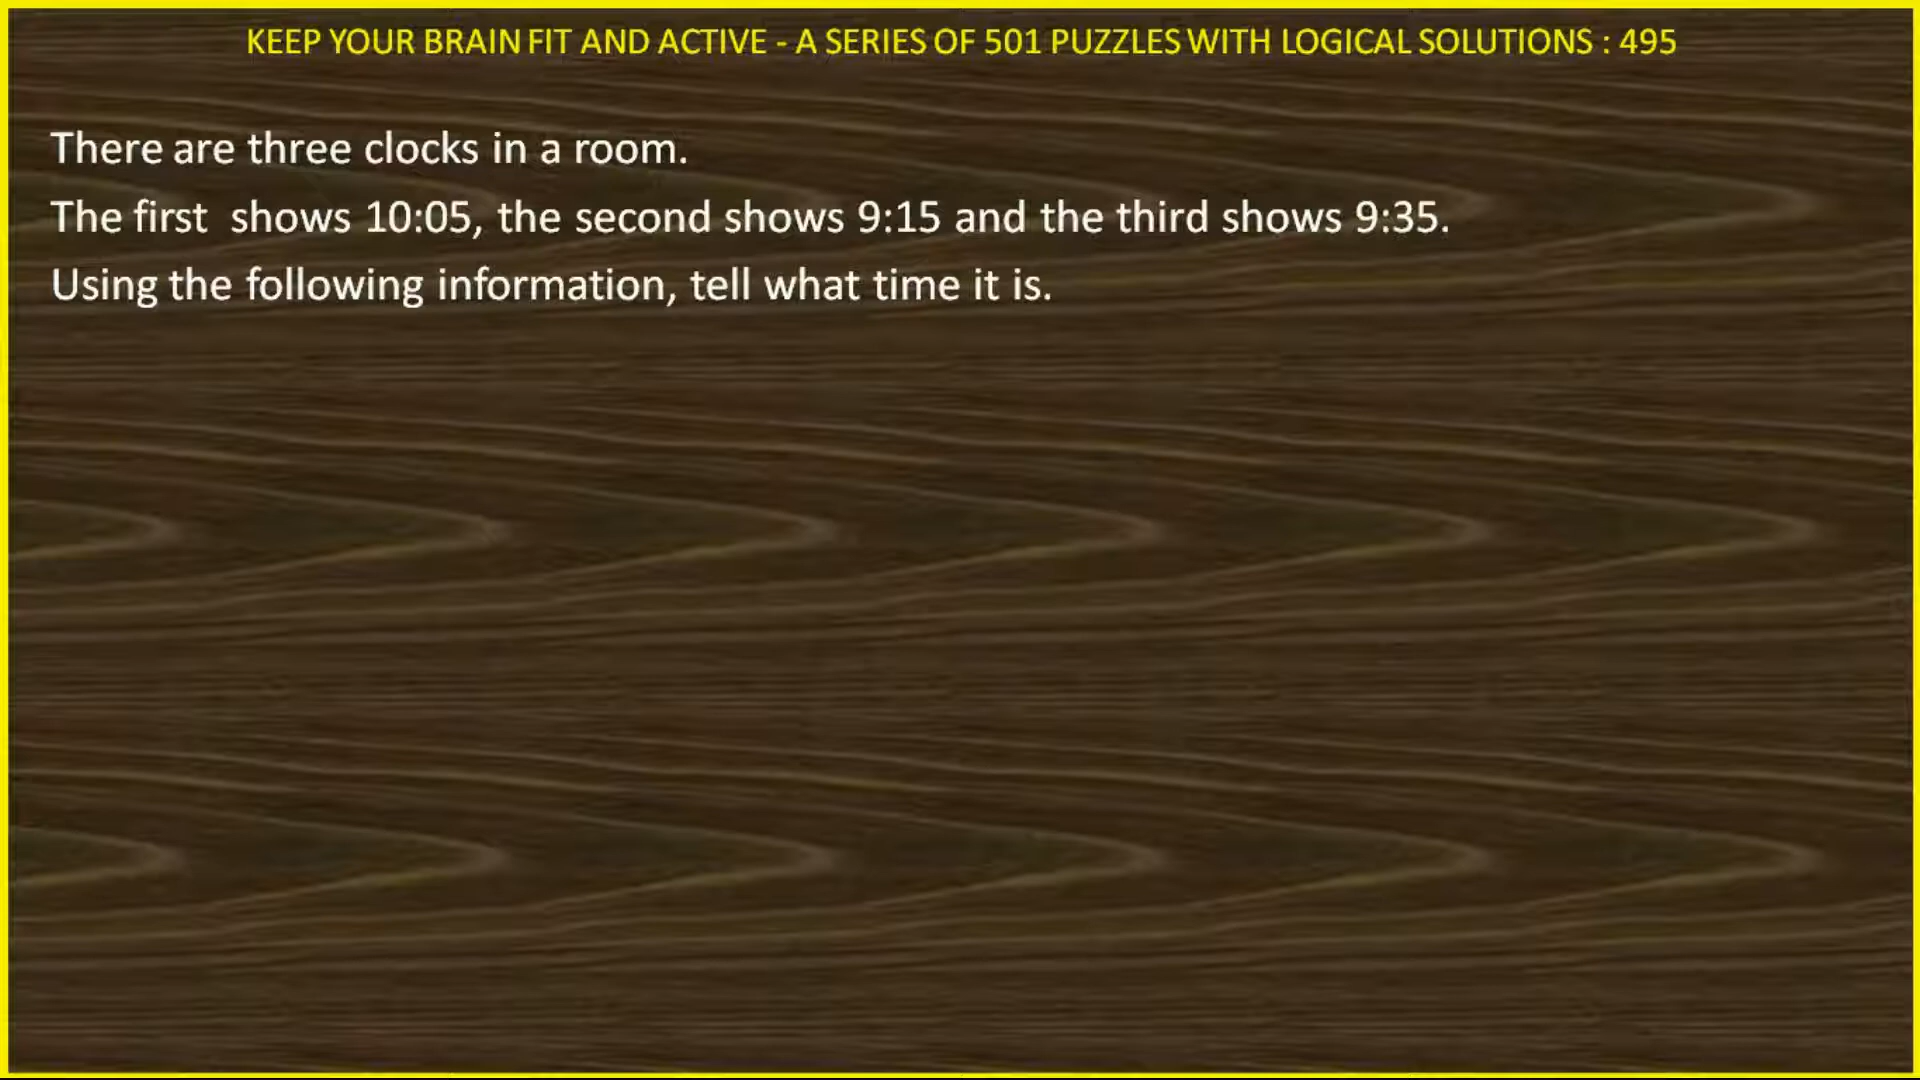 KEEP YOUR BRAIN FIT AND ACTIVE - A SERIES OF 501 PUZZLES WITH LOGICAL SOLUTIONS : 495
There are three clocks in a room.
The first  shows 10:05, the second shows 9:15 and the third shows 9:35.
Using the following information, tell what time it is.